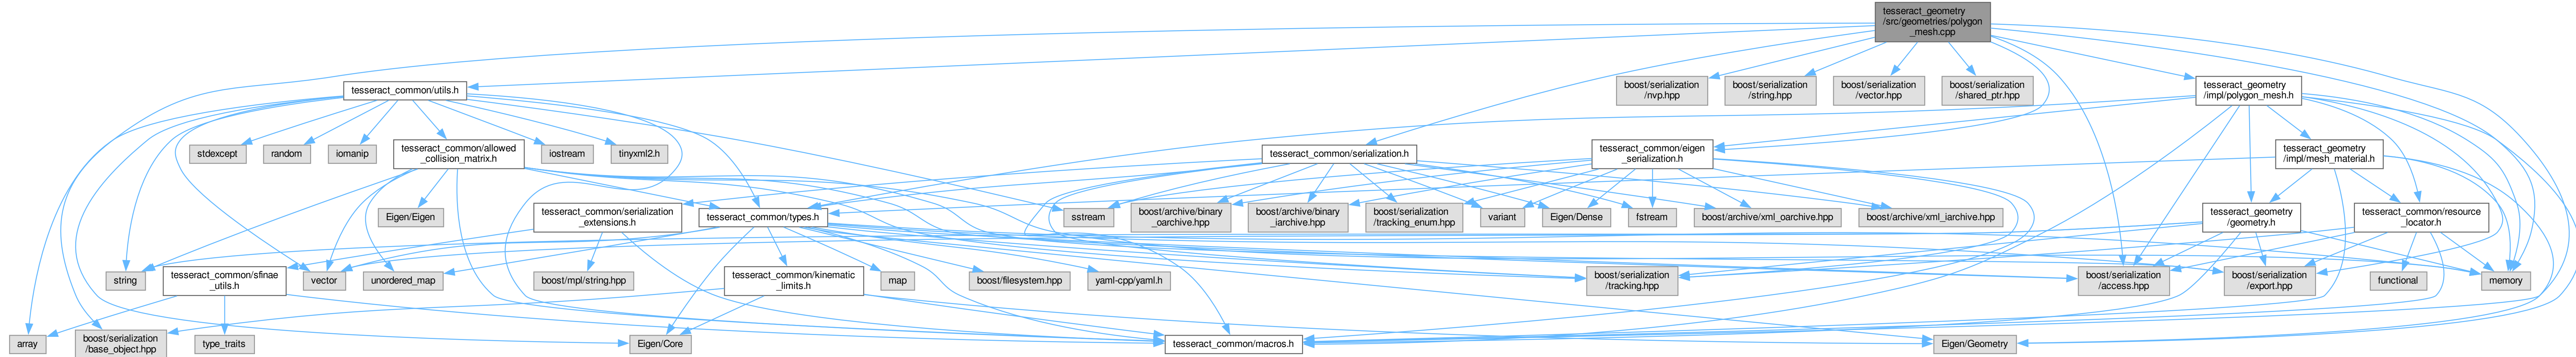 tesseract_geometry
/src/geometries/polygon
_mesh.cpp
tesseract_common/utils.h
boost/serialization
/nvp.hpp
boost/serialization
/string.hpp
boost/serialization
/vector.hpp
boost/serialization
/shared_ptr.hpp
tesseract_geometry
/impl/polygon_mesh.h
stdexcept
random
iomanip
tesseract_common/allowed
_collision_matrix.h
iostream
tinyxml2.h
tesseract_common/serialization.h
tesseract_common/eigen
_serialization.h
tesseract_geometry
/impl/mesh_material.h
Eigen/Eigen
tesseract_common/serialization
_extensions.h
tesseract_common/types.h
sstream
boost/archive/binary
_oarchive.hpp
boost/archive/binary
_iarchive.hpp
boost/serialization
/tracking_enum.hpp
variant
Eigen/Dense
fstream
boost/archive/xml_oarchive.hpp
boost/archive/xml_iarchive.hpp
tesseract_geometry
/geometry.h
tesseract_common/resource
_locator.h
string
tesseract_common/sfinae
_utils.h
vector
unordered_map
boost/mpl/string.hpp
tesseract_common/kinematic
_limits.h
map
boost/filesystem.hpp
yaml-cpp/yaml.h
boost/serialization
/tracking.hpp
boost/serialization
/access.hpp
boost/serialization
/export.hpp
functional
memory
array
boost/serialization
/base_object.hpp
type_traits
Eigen/Core
tesseract_common/macros.h
Eigen/Geometry